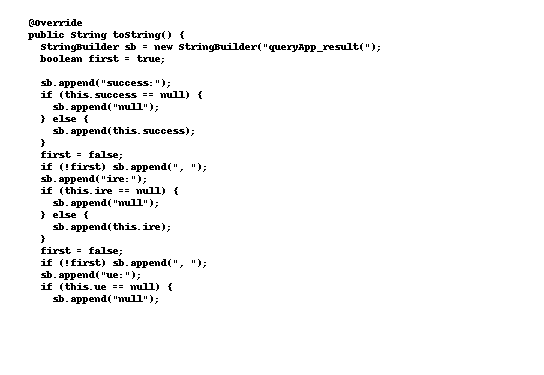 @Override
public String toString() {
  StringBuilder sb = new StringBuilder("queryApp_result(");
  boolean first = true;

  sb.append("success:");
  if (this.success == null) {
    sb.append("null");
  } else {
    sb.append(this.success);
  }
  first = false;
  if (!first) sb.append(", ");
  sb.append("ire:");
  if (this.ire == null) {
    sb.append("null");
  } else {
    sb.append(this.ire);
  }
  first = false;
  if (!first) sb.append(", ");
  sb.append("ue:");
  if (this.ue == null) {
    sb.append("null");